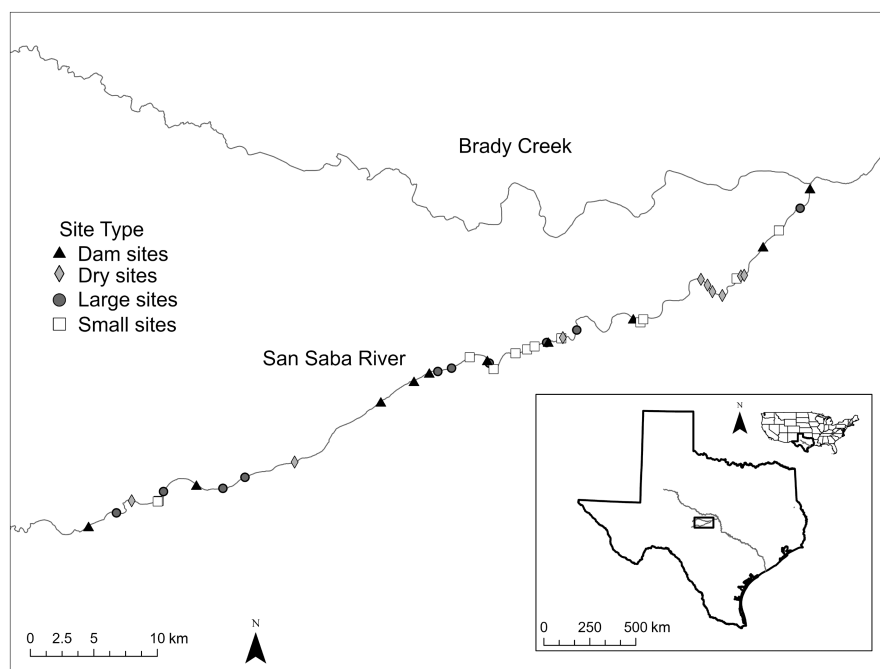 Brady Creek
Site Type
Dam sites
Dry sites
Large sites
Small sites
San Saba River
N
0 2.5 5 10 km
N
N
0 250 500 km